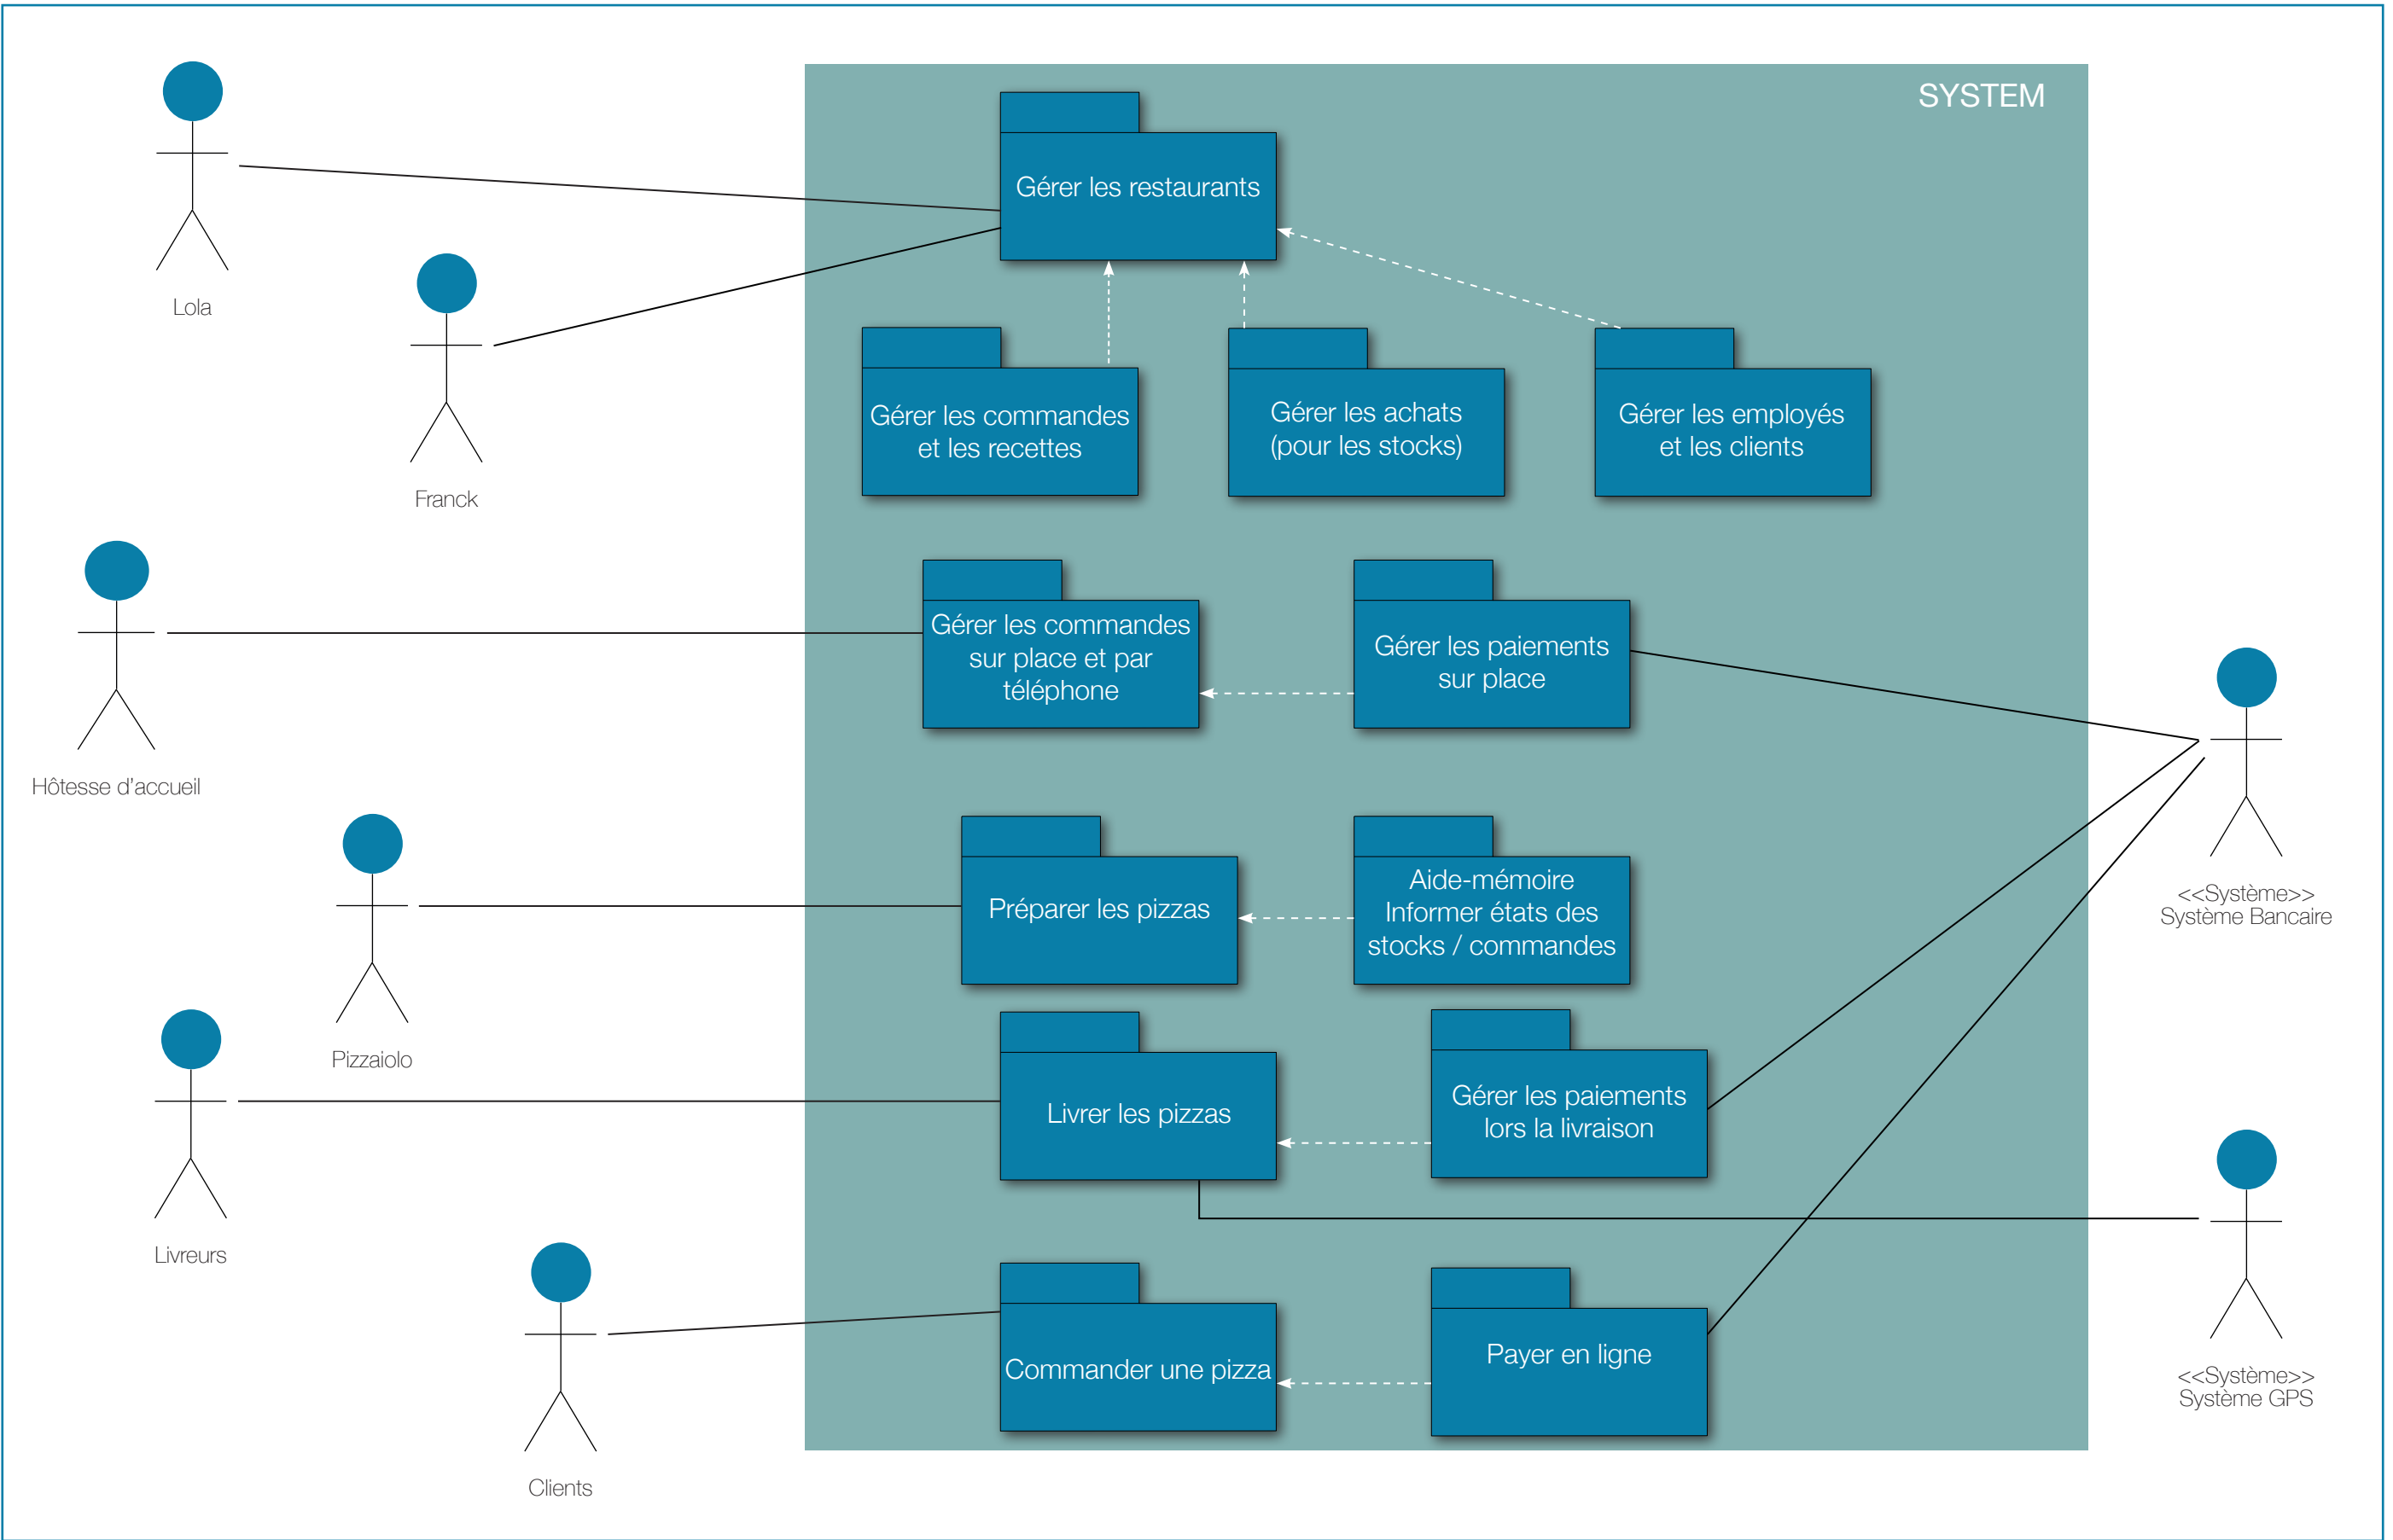 SYSTEM
Gérer les restaurants
Lola
Franck
Gérer les commandes
et les recettes
Gérer les achats
(pour les stocks)
Gérer les employés
et les clients
Hôtesse d'accueil
Gérer les commandes
sur place et par
téléphone
Gérer les paiements
sur place
<<Système>>
Système Bancaire
Pizzaiolo
Préparer les pizzas
Aide-mémoire
Informer états des
stocks / commandes
Livreurs
Livrer les pizzas
Gérer les paiements
lors la livraison
<<Système>>
Système GPS
Clients
Commander une pizza
Payer en ligne